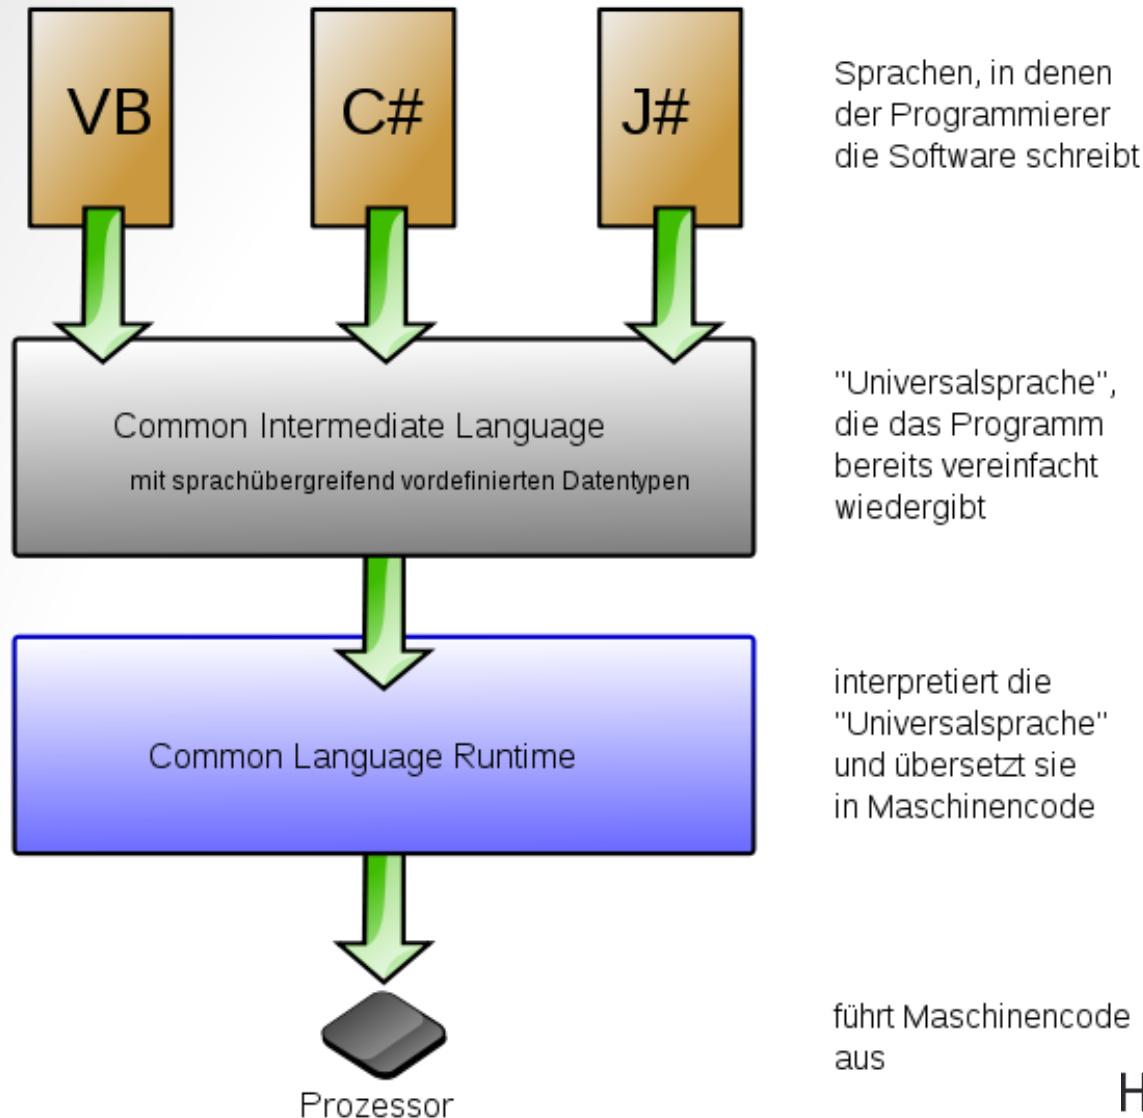 VB
C#
J#
Sprachen, in denen
der Programmierer
die Software schreibt
Common Intermediate Language
mit sprachübergreifend vordefinierten Datentypen
"Universalsprache",
die das Programm
bereits vereinfacht
wiedergibt
Common Language Runtime
interpretiert die
"Universalsprache"
und übersetzt sie
in Maschinencode
Prozessor
führt Maschinencode
aus